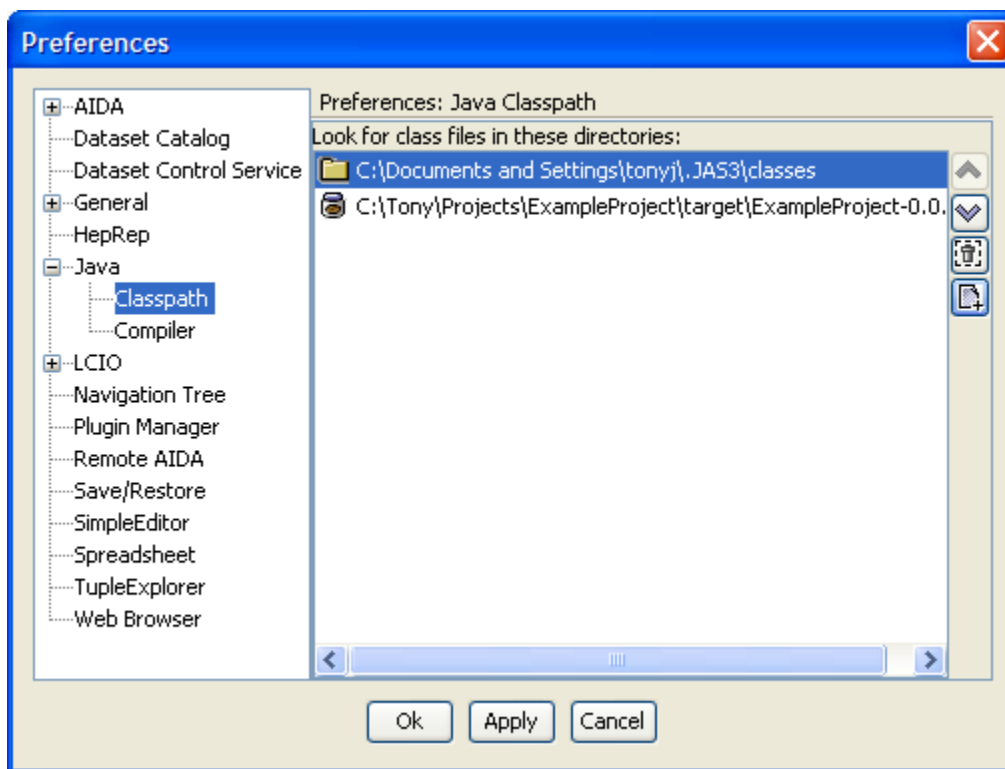 Preferences
AIDA
Dataset Catalog
Dataset Control Service
General
HepRep
Java
Classpath
Compiler
LCIO
Navigation Tree
Plugin Manager
Remote AIDA
Save/Restore
SimpleEditor
Spreadsheet
TupleExplorer
Web Browser
Preferences: Java Classpath
Look for class files in these directories:
C:\Documents and Settings\tonyj\.JAS3\classes
C:\Tony\Projects\ExampleProject\target\ExampleProject-0.0.
Ok Apply Cancel